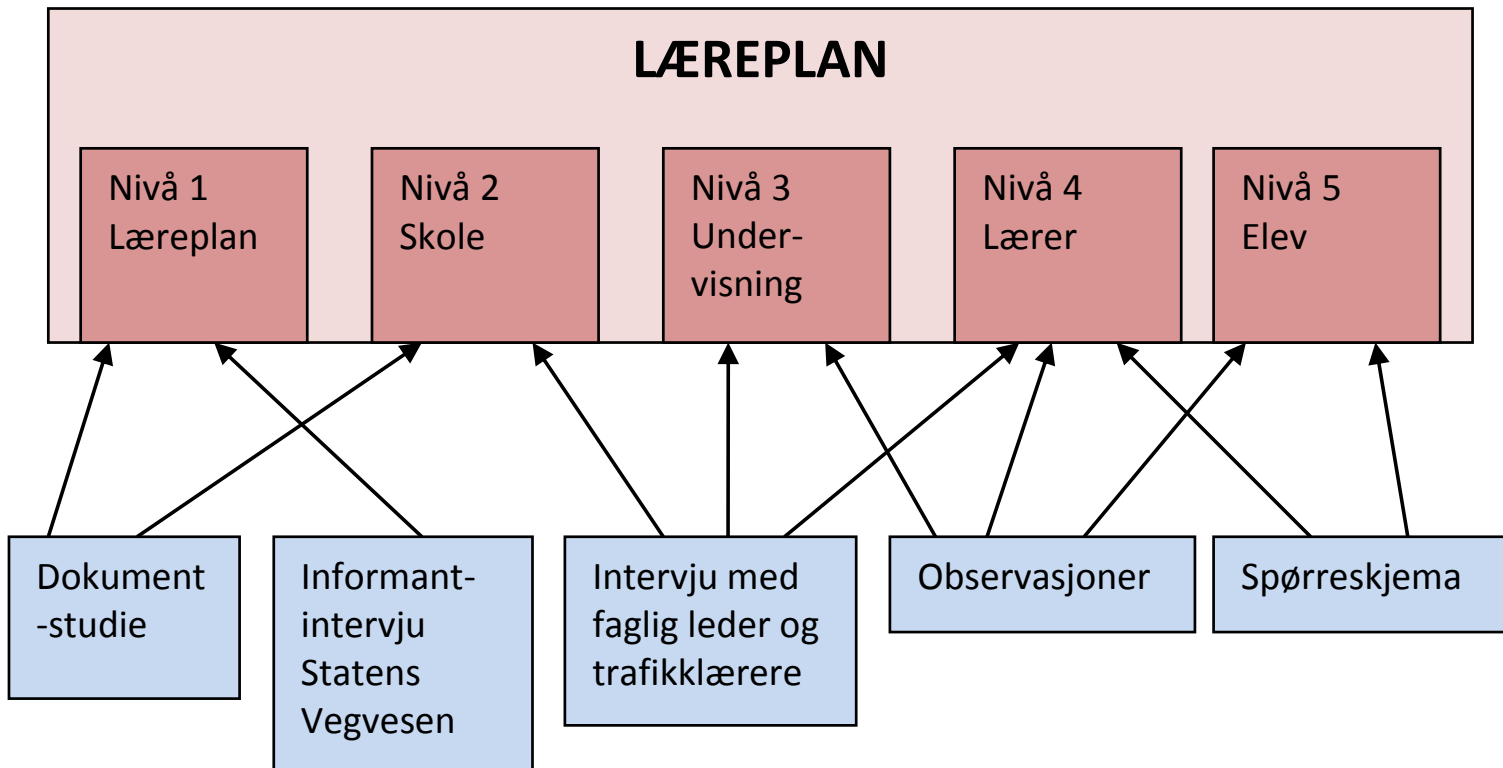 LÆREPLAN
Nivå 1
Læreplan
Nivå 2
Skole
Nivå 3
Under-
visning
Nivå 4
Lærer
Nivå 5
Elev
Dokument
-studie
Informant-
intervju
Statens
Vegvesen
Intervju med
faglig leder og
trafikklærere
Observasjoner
Spørreskjema